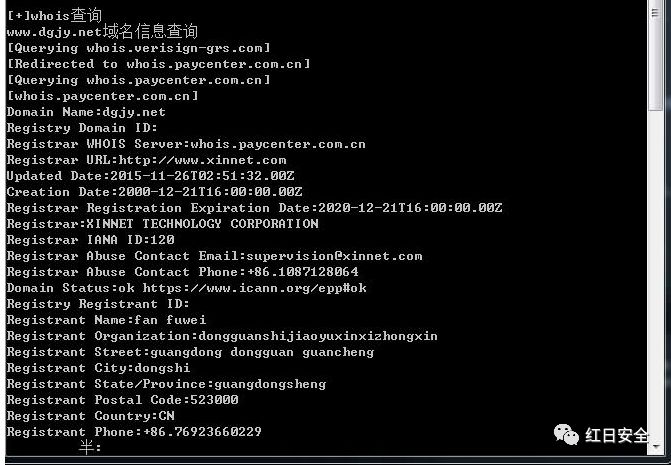 [+]whois查询
www.dgjy.net域名信息查询
[Querying whois.verisign-grs.com]
[Redirected to whois.paycenter.com.cn]
[Querying whois.paycenter.com.cn]
[whois.paycenter.com.cn]
Domain Name:dgjy.net
Registry Domain ID:
Registrar WHOIS Server:whois.paycenter.com.cn
Registrar URL:http://www.xinnet.com
Updated Date:2015-11-26T02:51:32.00Z
Creation Date:2000-12-21T16:00:00.00Z
Registrar Registration Expiration Date:2020-12-21T16:00:00.00Z
Registrar:XINNET TECHNOLOGY CORPORATION
Registrar IANA ID:120
Registrar Abuse Contact Email:supervision@xinnet.com
Registrar Abuse Contact Phone:+86.1087128064
Domain Status:ok https://www.icann.org/epp#ok
Registry Registrant ID:
Registrant Name:fan fuwei
Registrant Organization:dongguanshijiaoyuxinxizhongxin
Registrant Street:guangdong dongguan guancheng
Registrant City:dongshi
Registrant State/Province:guangdongsheng
Registrant Postal Code:523000
Registrant Country:CN
Registrant Phone:+86.76923660229
半:
红日安全